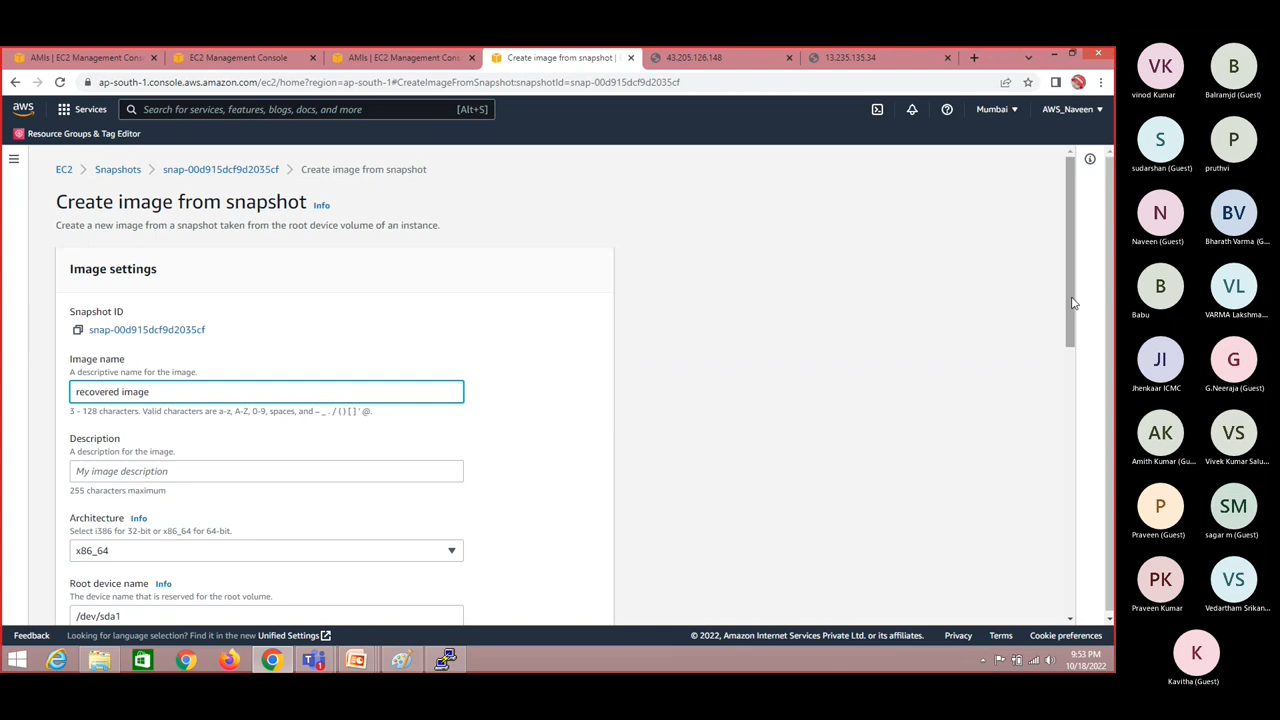 AMIs | EC2 Management Cons
EC2 Management Console
AMIs | EC2 Management Cons
Create image from snapshot |
43.205.126.148
13.235.135.34
ap-south-1.console.aws.amazon.com/ec2/home?region=ap-south-1#CreateImageFromSnapshot:snapshotId=snap-00d915dcf9d2035cf
aws
Services
Search for services, features, blogs, docs, and more
[Alt+S]
Mumbai
AWS_Naveen
Resource Groups & Tag Editor
EC2
Snapshots
snap-00d915dcf9d2035cf
Create image from snapshot
Create image from snapshot Info
Create a new image from a snapshot taken from the root device volume of an instance.
Image settings
Snapshot ID
snap-00d915dcf9d2035cf
Image name
A descriptive name for the image.
recovered image
3 - 128 characters. Valid characters are a-z, A-Z, 0-9, spaces, and – _ . / ( ) [ ] ' @.
Description
A description for the image.
My image description
255 characters maximum
Architecture Info
Select i386 for 32-bit or x86_64 for 64-bit.
x86_64
Root device name Info
The device name that is reserved for the root volume.
/dev/sda1
Feedback
Looking for language selection? Find it in the new Unified Settings
© 2022, Amazon Internet Services Private Ltd. or its affiliates.
Privacy
Terms
Cookie preferences
9:53 PM
10/18/2022
VK
vinod Kumar
B
Balramjd (Guest)
S
sudarshan (Guest)
P
pruthvi
N
Naveen (Guest)
BV
Bharath Varma (G...
B
Babu
VL
VARMA Lakshma...
JI
Jhenkaar ICMC
G
G.Neeraja (Guest)
AK
Amith Kumar (Gu...
VS
Vivek Kumar Salu...
P
Praveen (Guest)
SM
sagar m (Guest)
PK
Praveen Kumar
VS
Vedartham Srikan...
K
Kavitha (Guest)